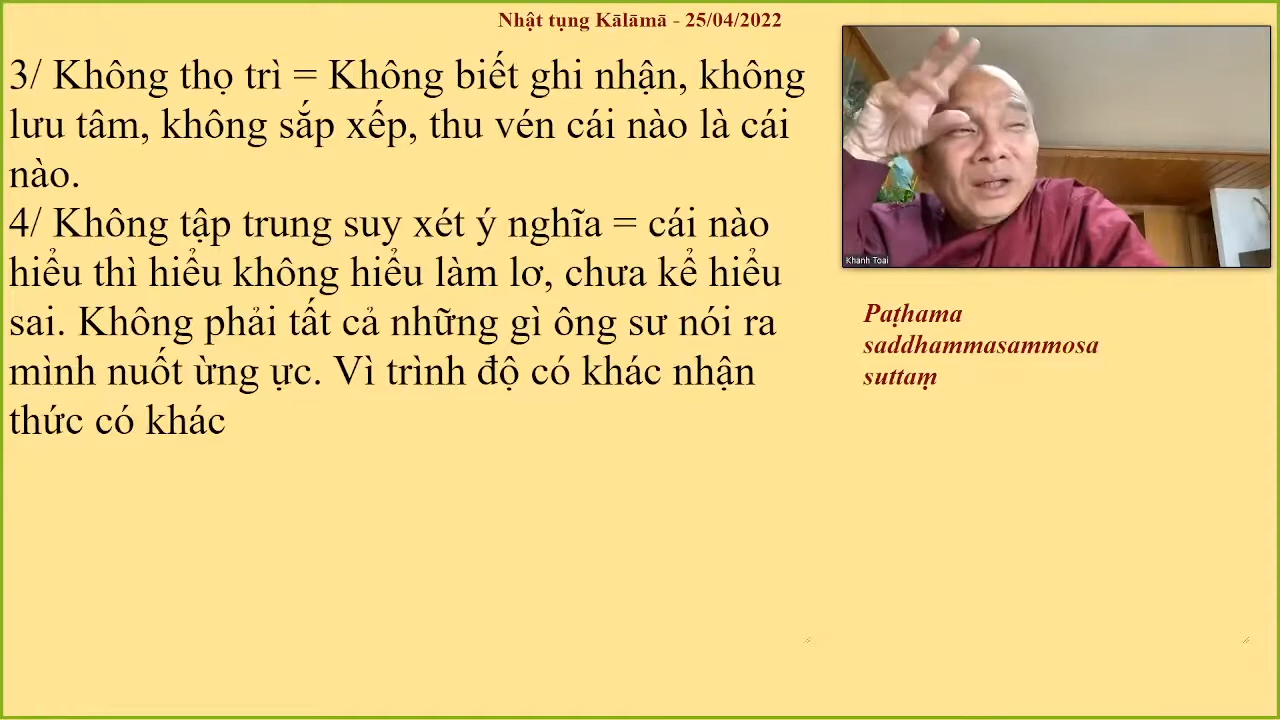 Nhật tụng Kālāmā - 25/04/2022
3/ Không thọ trì = Không biết ghi nhận, không
lưu tâm, không sắp xếp, thu vén cái nào là cái
nào.
4/ Không tập trung suy xét ý nghĩa = cái nào
hiểu thì hiểu không hiểu làm lơ, chưa kể hiểu
sai. Không phải tất cả những gì ông sư nói ra
mình nuốt ừng ực. Vì trình độ có khác nhận
thức có khác
Khanh Toai
Paṭhama
saddhammasammosa
suttaṃ